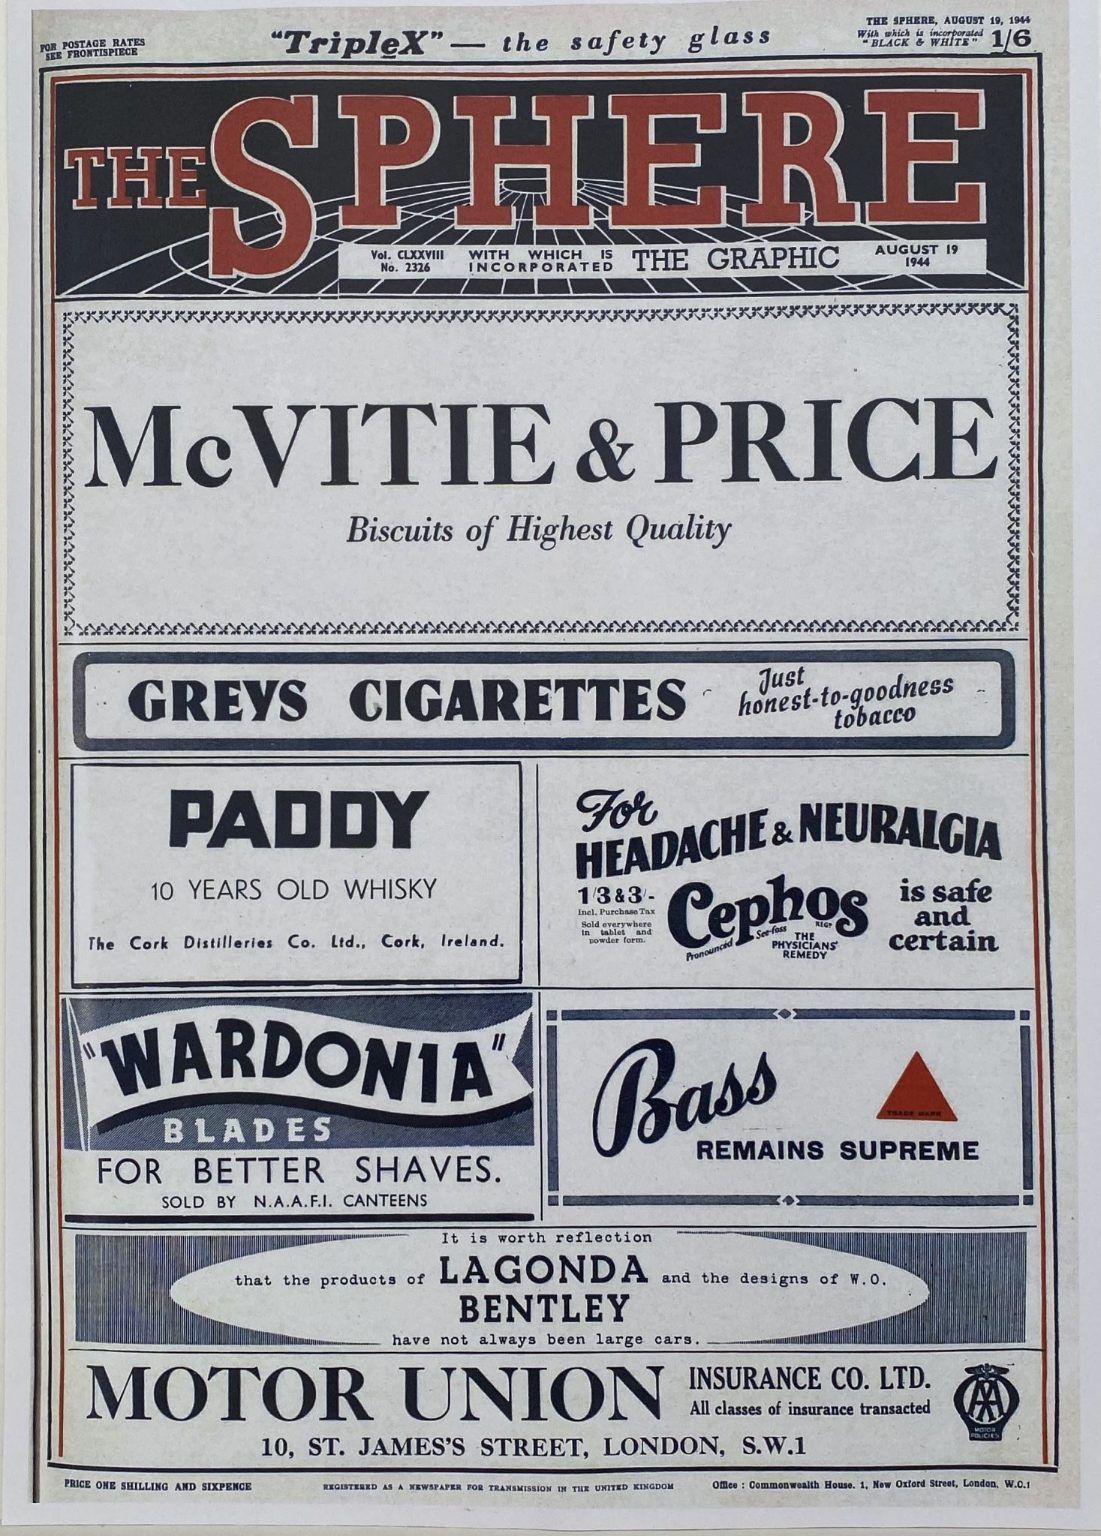 FOR POSTAGE RATES
SEE FRONTISPIECE
"TripleX" — the safety glass
THE SPHERE, AUGUST 19, 1944
With which is incorporated
"BLACK & WHITE"
1/6
THE SPHERE
Vol. CLXXVIII
No. 2326
WITH WHICH IS
INCORPORATED
THE GRAPHIC
AUGUST 19
1944
McVITIE & PRICE
Biscuits of Highest Quality
GREYS CIGARETTES
Just
honest-to-goodness
tobacco
PADDY
10 YEARS OLD WHISKY
The Cork Distilleries Co. Ltd., Cork, Ireland.
For
HEADACHE & NEURALGIA
1/3 & 3/-
Incl. Purchase Tax
Sold everywhere
in tablet and
powder form.
Cephos
REGD
Pronounced See-foss
THE
PHYSICIANS'
REMEDY
is safe
and
certain
"WARDONIA"
BLADES
FOR BETTER SHAVES.
SOLD BY N.A.A.F.I. CANTEENS
Bass
TRADE MARK
REMAINS SUPREME
It is worth reflection
that the products of LAGONDA and the designs of W.O.
BENTLEY
have not always been large cars.
MOTOR UNION
INSURANCE CO. LTD.
All classes of insurance transacted
AA
MOTOR
POLICIES
10, ST. JAMES'S STREET, LONDON, S.W.1
PRICE ONE SHILLING AND SIXPENCE
REGISTERED AS A NEWSPAPER FOR TRANSMISSION IN THE UNITED KINGDOM
Office : Commonwealth House. 1, New Oxford Street, London, W.C.1